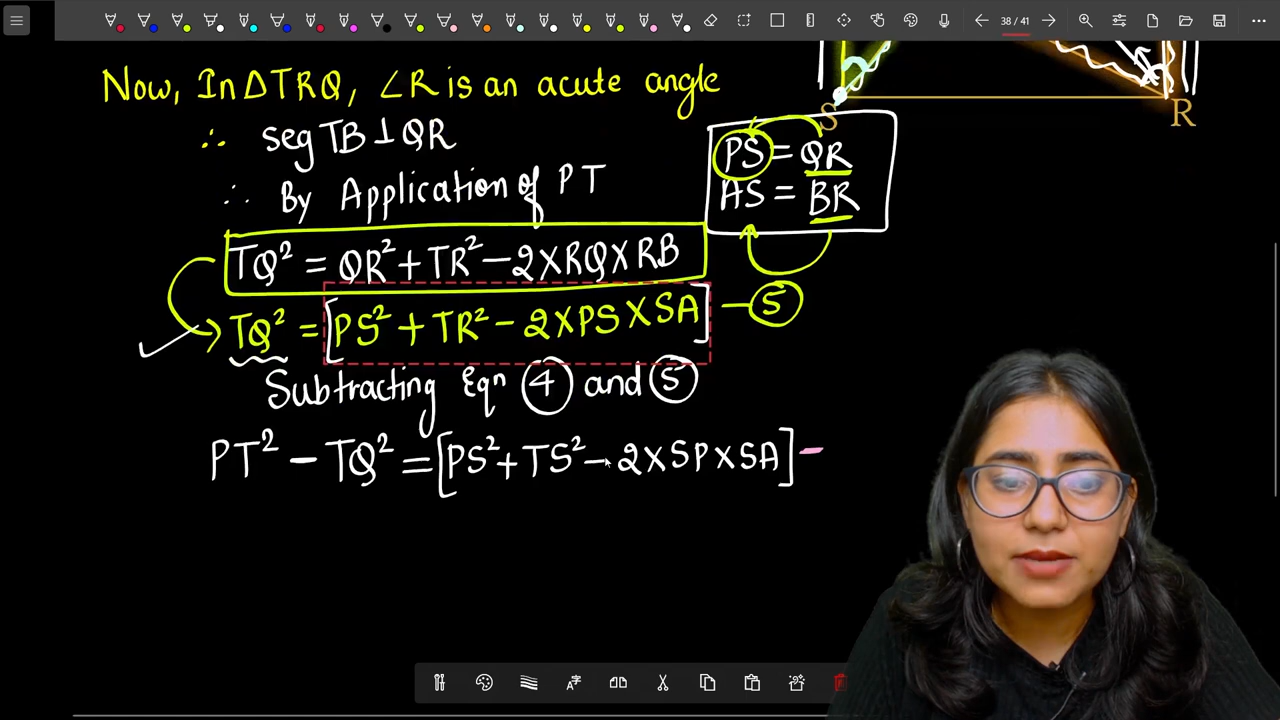 38 / 41
Now, In ΔTRQ, ∠R is an acute angle
∴ seg TB ⊥ QR
∴ By Application of PT
TQ² = QR² + TR² - 2 X RQ X RB
TQ² = [PS² + TR² - 2 X PS X SA] - ⑤
Subtracting Eqn ④ and ⑤
PT² - TQ² = [PS² + TS² - 2 X SP X SA] -
S
R
PS = QR
AS = BR